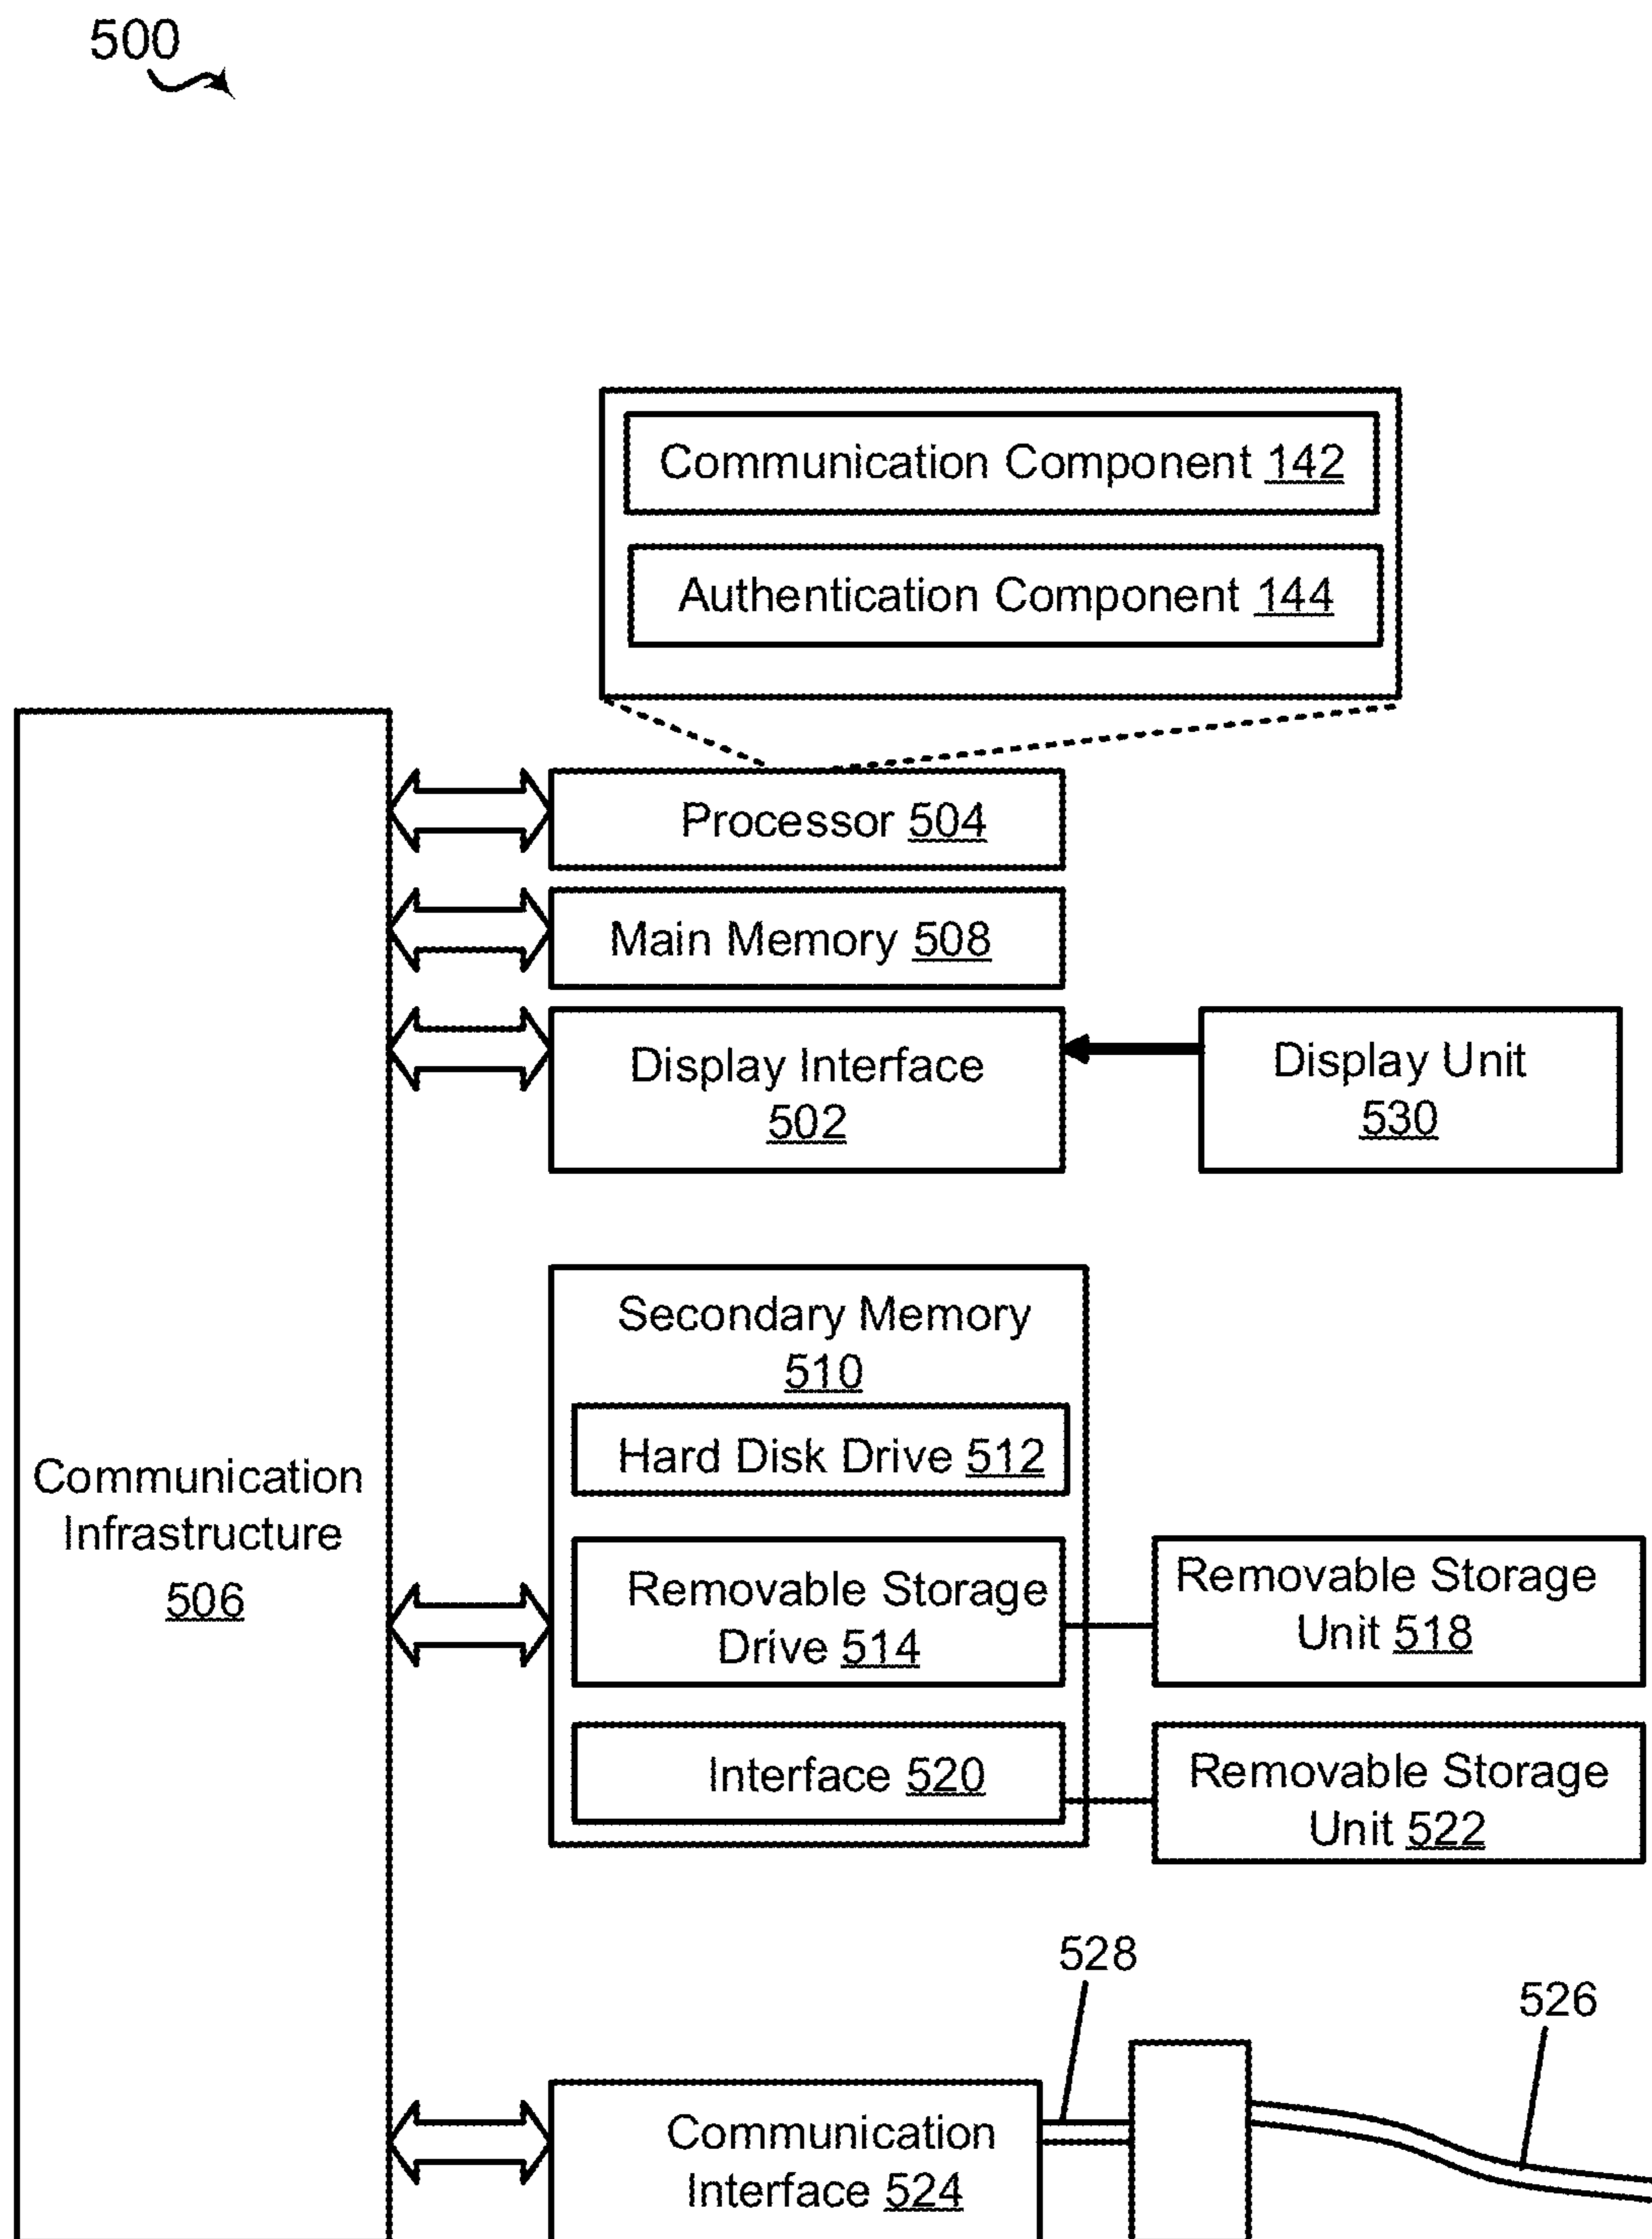 500
Communication Component 142
Authentication Component 144
Processor 504
Main Memory 508
Display Interface
502
Display Unit
530
Secondary Memory
510
Hard Disk Drive 512
Communication
Infrastructure
506
Removable Storage
Drive 514
Removable Storage
Unit 518
Interface 520
Removable Storage
Unit 522
528
526
Communication
Interface 524